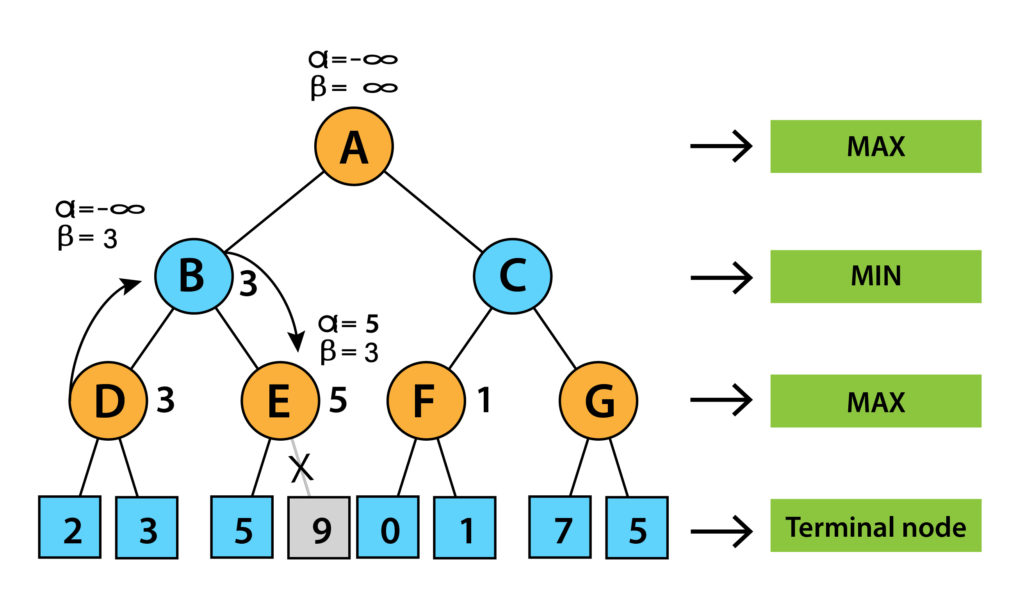 α=-∞
β= ∞
A
MAX
α=-∞
β= 3
B
3
C
MIN
α= 5
β= 3
D
3
E
5
F
1
G
MAX
X
2
3
5
9
0
1
7
5
Terminal node